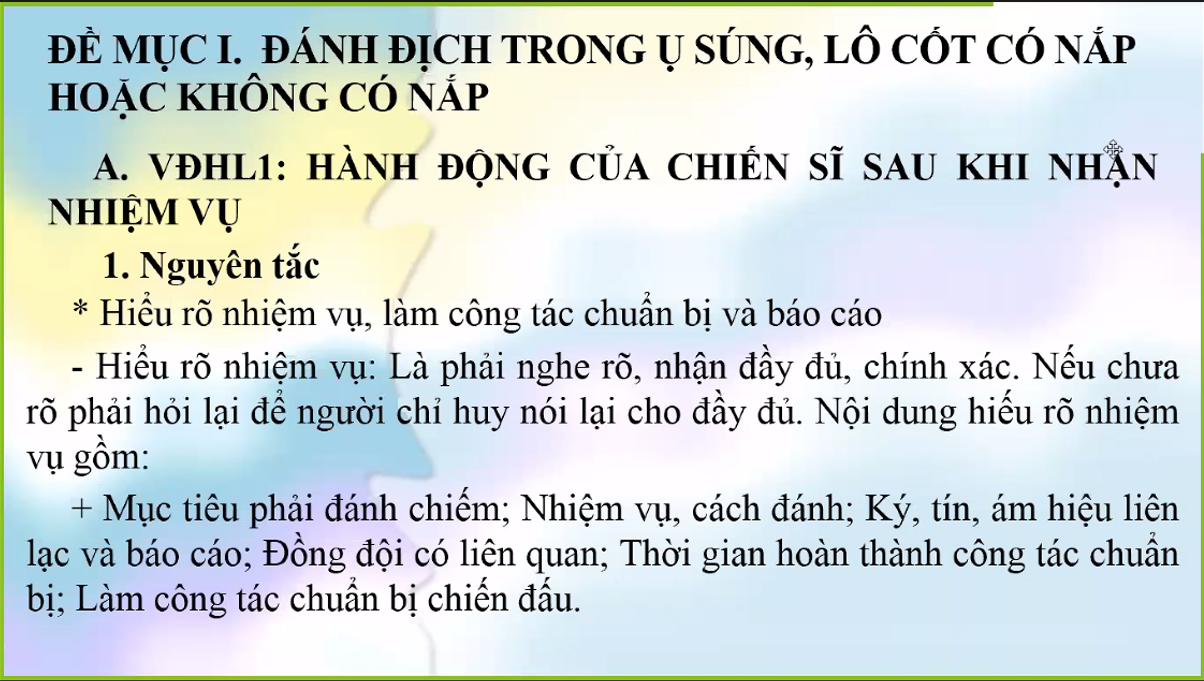 ĐỀ MỤC I. ĐÁNH ĐỊCH TRONG Ụ SÚNG, LÔ CỐT CÓ NẮP
HOẶC KHÔNG CÓ NẮP
A. VĐHL1: HÀNH ĐỘNG CỦA CHIẾN SĨ SAU KHI NHẬN
NHIỆM VỤ
1. Nguyên tắc
* Hiểu rõ nhiệm vụ, làm công tác chuẩn bị và báo cáo
- Hiểu rõ nhiệm vụ: Là phải nghe rõ, nhận đầy đủ, chính xác. Nếu chưa
rõ phải hỏi lại để người chỉ huy nói lại cho đầy đủ. Nội dung hiếu rõ nhiệm
vụ gồm:
+ Mục tiêu phải đánh chiếm; Nhiệm vụ, cách đánh; Ký, tín, ám hiệu liên
lạc và báo cáo; Đồng đội có liên quan; Thời gian hoàn thành công tác chuẩn
bị; Làm công tác chuẩn bị chiến đấu.